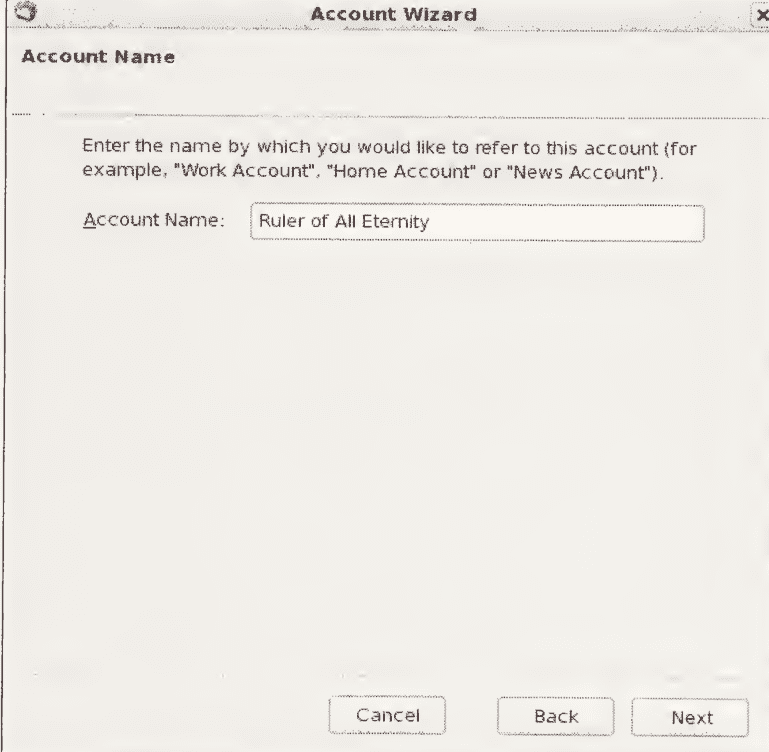 Account Wizard
Account Name
Enter the name by which you would like to refer to this account (for
example, "Work Account", "Home Account" or "News Account").
Account Name: Ruler of All Eternity
Cancel Back Next